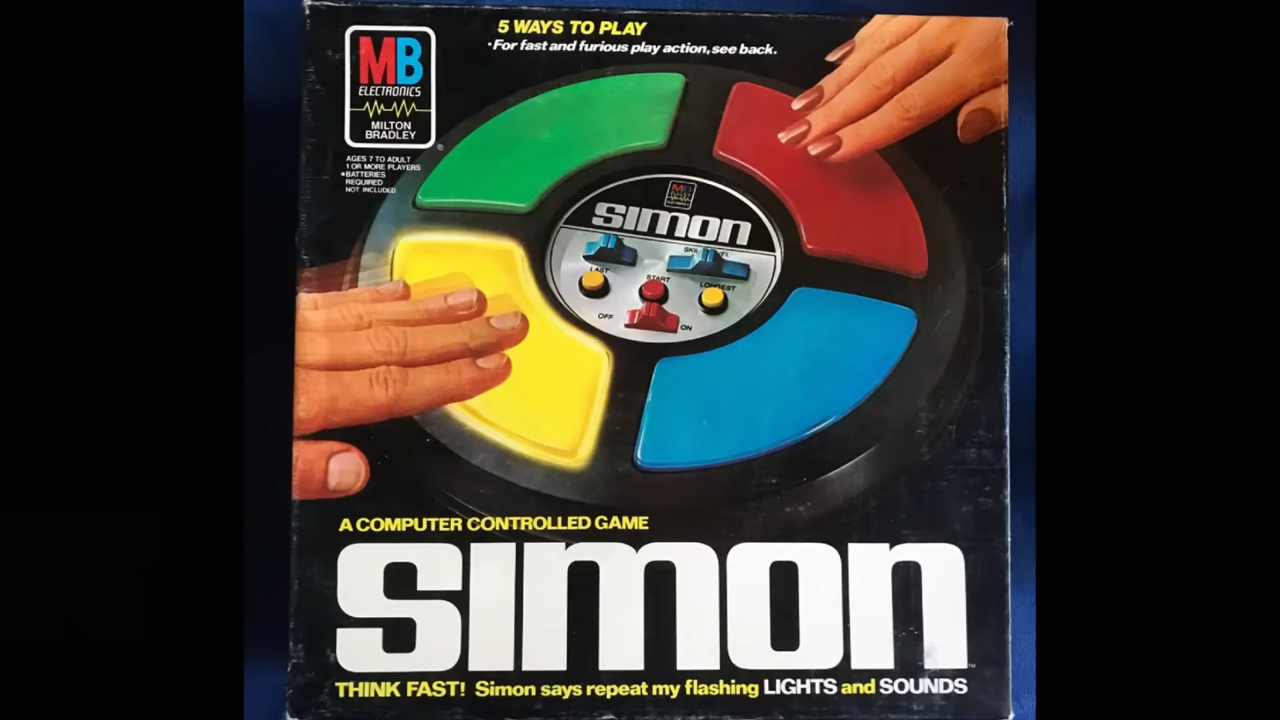 5 WAYS TO PLAY
•For fast and furious play action, see back.
MB
ELECTRONICS
MILTON
BRADLEY
®
AGES 7 TO ADULT
1 OR MORE PLAYERS
•BATTERIES
REQUIRED
NOT INCLUDED
MB
simon
LAST
START
LONGEST
OFF
ON
A COMPUTER CONTROLLED GAME
simon
THINK FAST! Simon says repeat my flashing LIGHTS and SOUNDS